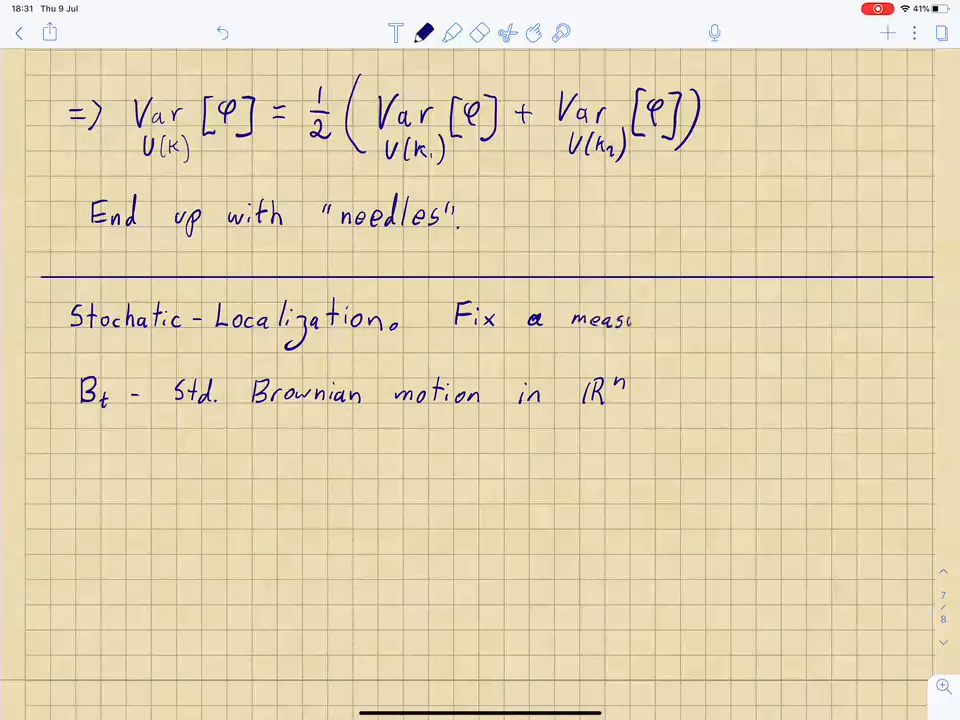 18:31 Thu 9 Jul 41%
=> Var_{U(K)} [φ] = 1/2 ( Var_{U(K_1)} [φ] + Var_{U(K_2)} [φ] )
End up with "needles".
Stochatic - Localization. Fix a measu
B_t - Std. Brownian motion in ℝ^n
7 / 8